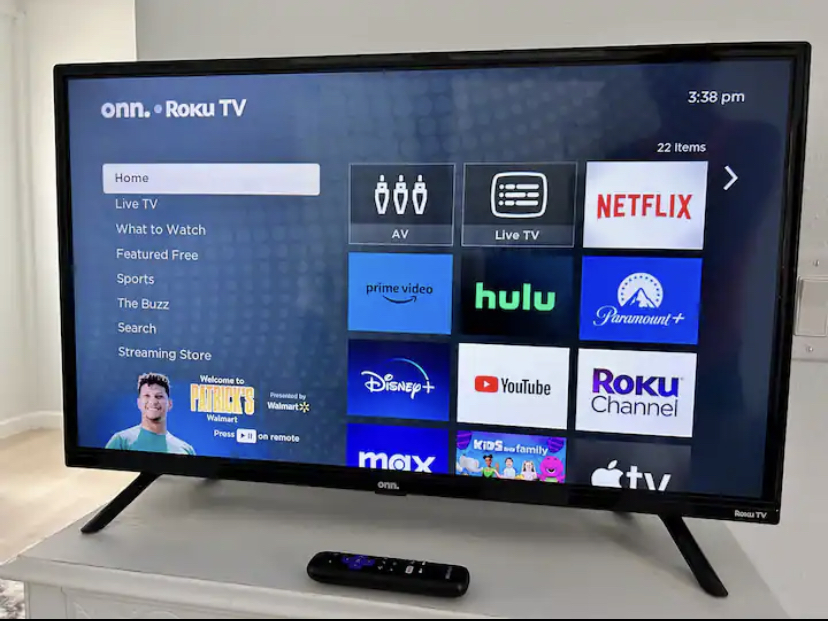 onn. • Roku TV
3:38 pm
22 Items
Home
Live TV
What to Watch
Featured Free
Sports
The Buzz
Search
Streaming Store
Welcome to
PATRICK'S
Walmart
Presented by
Walmart
Press on remote
AV
Live TV
NETFLIX
prime video
hulu
Paramount+
Disney+
YouTube
Roku
Channel
max
KIDS and family
tv
onn.
Roku TV